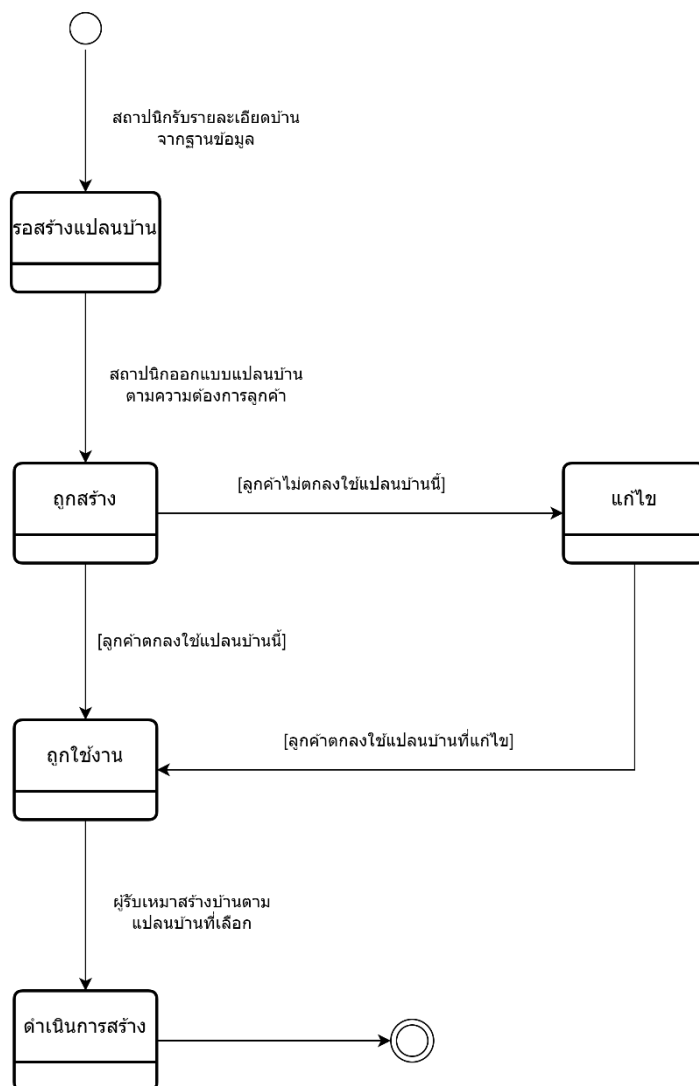 สถาปนิกรับรายละเอียดบ้าน
จากฐานข้อมูล
รอสร้างแปลนบ้าน
สถาปนิกออกแบบแปลนบ้าน
ตามความต้องการลูกค้า
ถูกสร้าง
[ลูกค้าไม่ตกลงใช้แปลนบ้านนี้]
แก้ไข
[ลูกค้าตกลงใช้แปลนบ้านนี้]
ถูกใช้งาน
[ลูกค้าตกลงใช้แปลนบ้านที่แก้ไข]
ผู้รับเหมาสร้างบ้านตาม
แปลนบ้านที่เลือก
ดำเนินการสร้าง